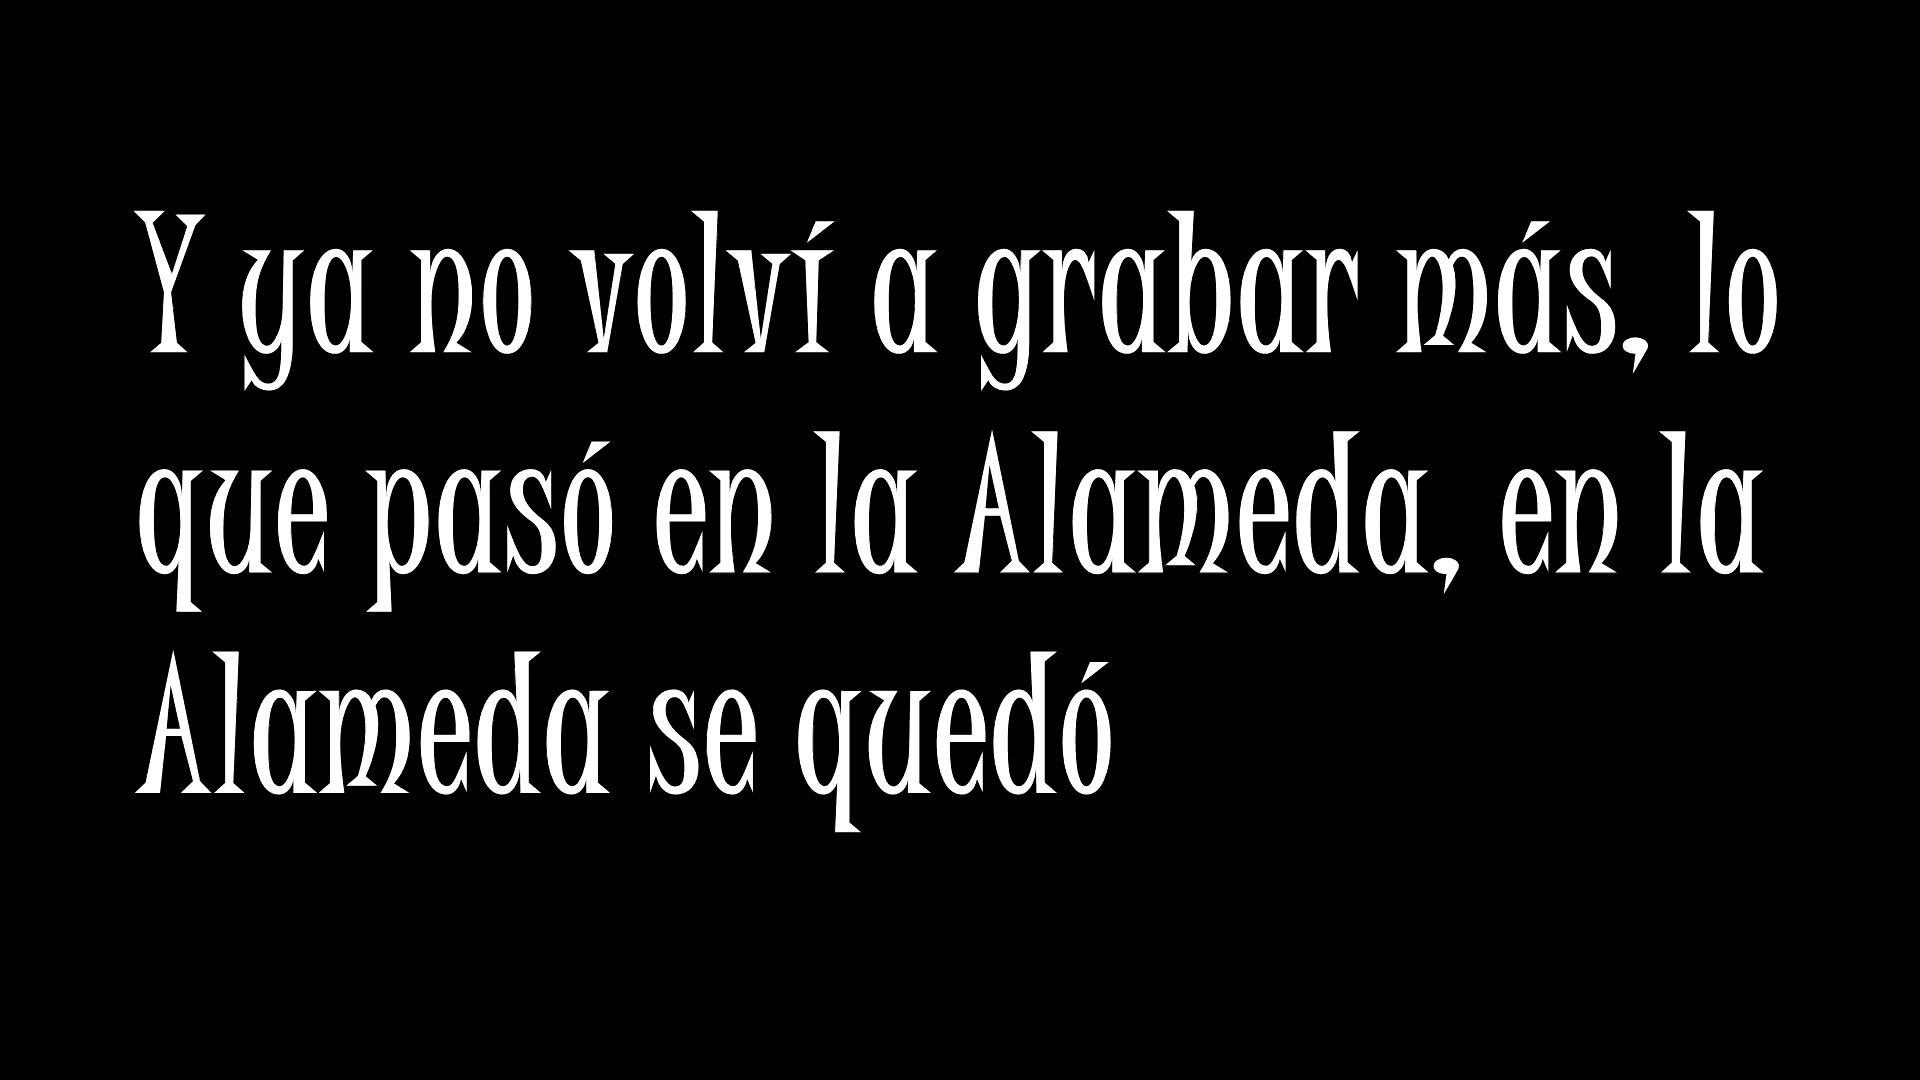 Y ya no volví a grabar más, lo
que pasó en la Alameda, en la
Alameda se quedó